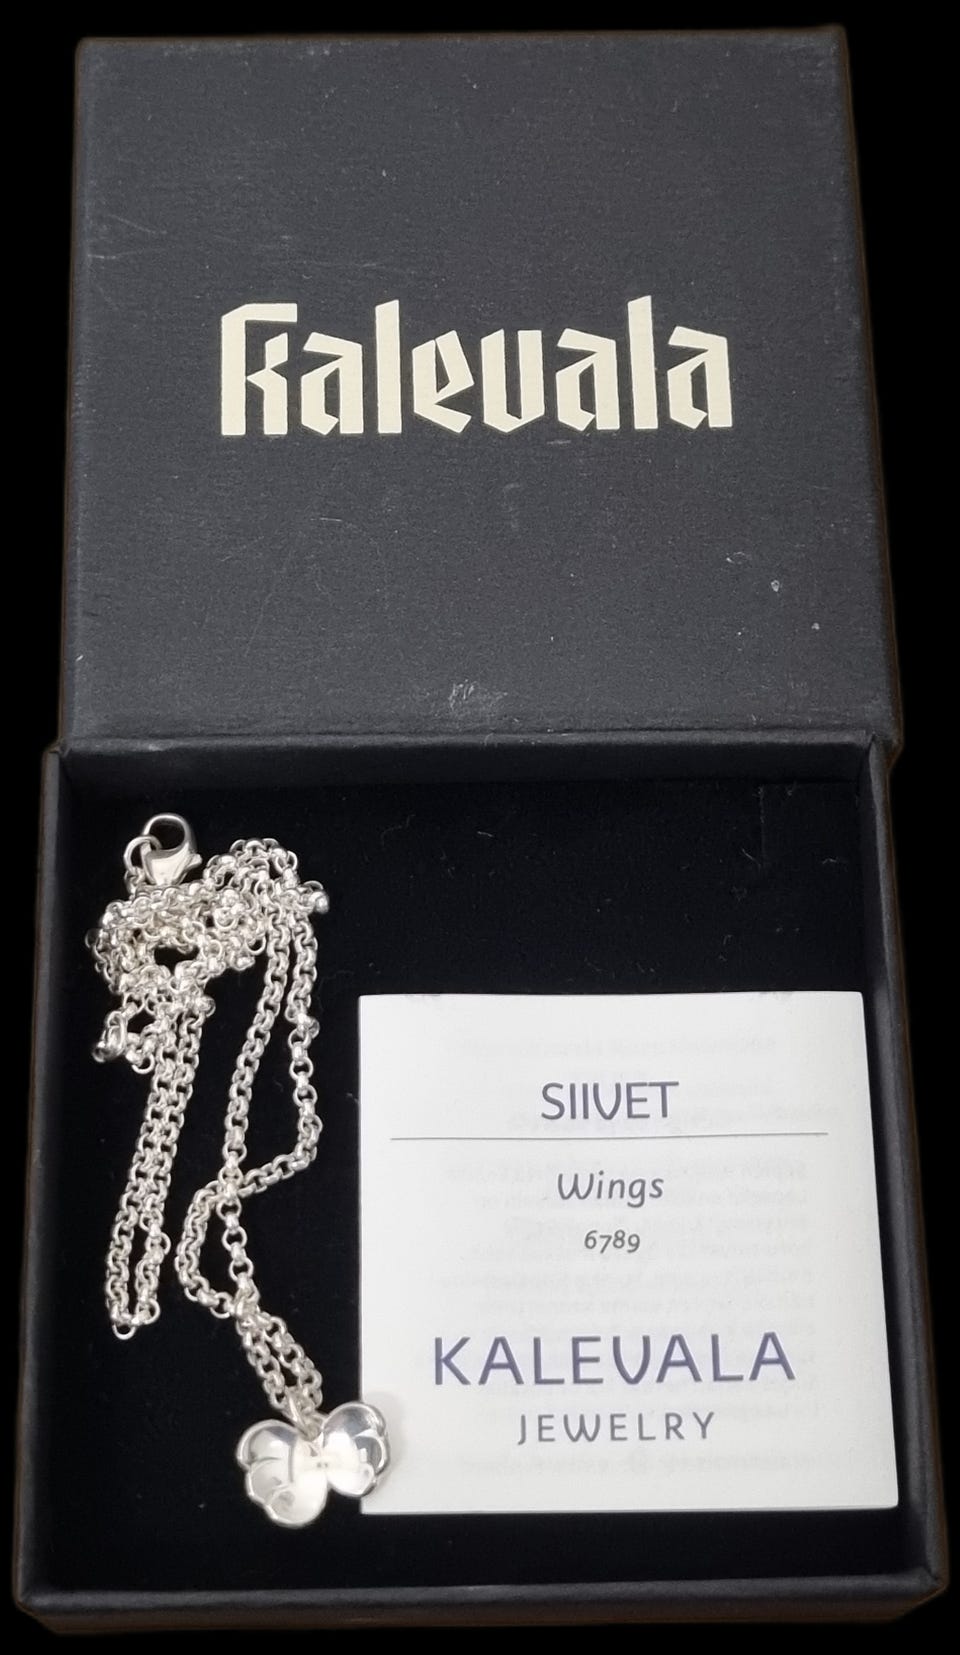 Kalevala
SIIVET
Wings
6789
KALEVALA
JEWELRY